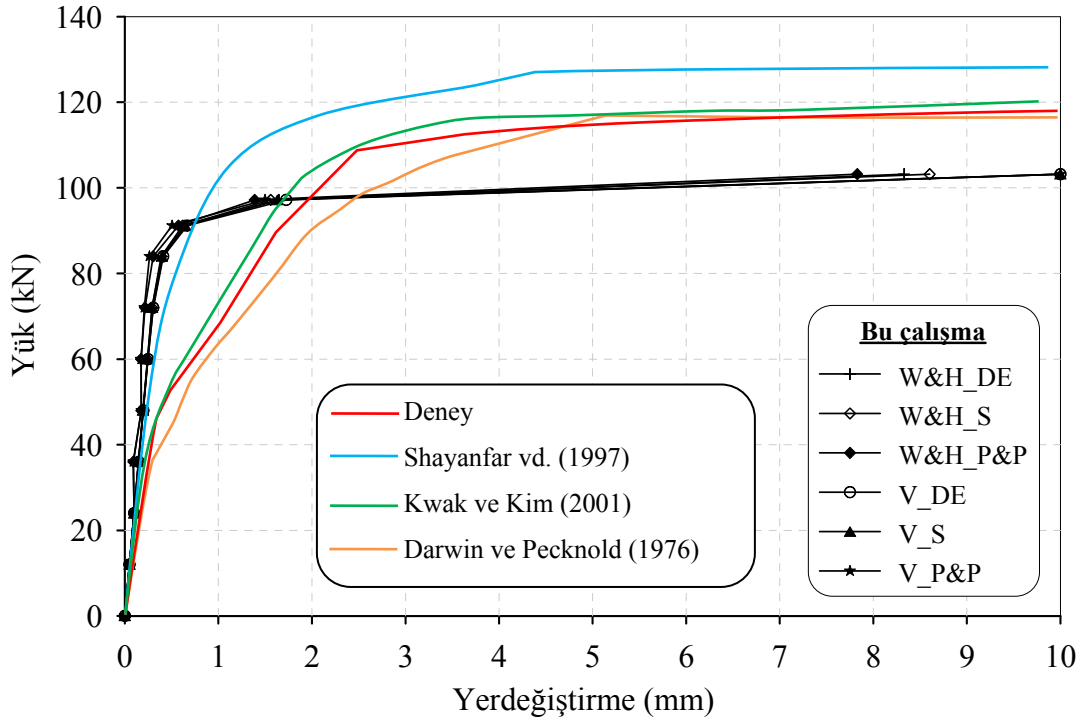 140
120
100
80
60
40
20
0
Yük (kN)
0 1 2 3 4 5 6 7 8 9 10
Yerdeğiştirme (mm)
Deney
Shayanfar vd. (1997)
Kwak ve Kim (2001)
Darwin ve Pecknold (1976)
Bu çalışma
W&H_DE
W&H_S
W&H_P&P
V_DE
V_S
V_P&P